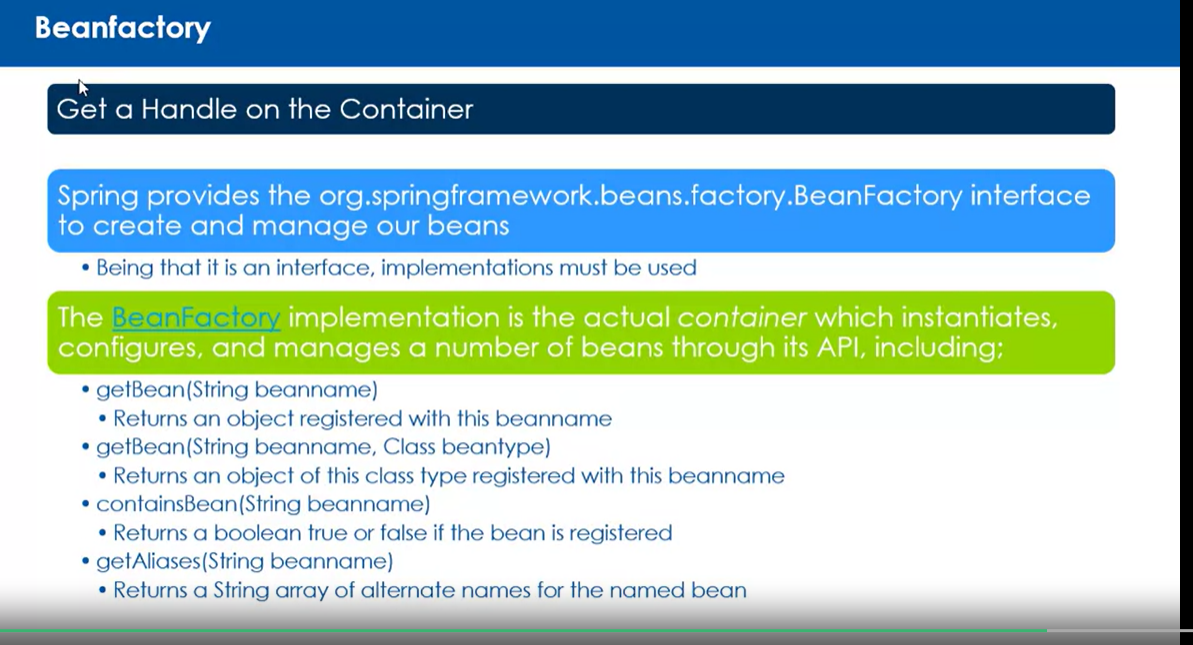 Beanfactory
Get a Handle on the Container
Spring provides the org.springframework.beans.factory.BeanFactory interface
to create and manage our beans
• Being that it is an interface, implementations must be used
The BeanFactory implementation is the actual container which instantiates,
configures, and manages a number of beans through its API, including;
• getBean(String beanname)
• Returns an object registered with this beanname
• getBean(String beanname, Class beantype)
• Returns an object of this class type registered with this beanname
• containsBean(String beanname)
• Returns a boolean true or false if the bean is registered
• getAliases(String beanname)
• Returns a String array of alternate names for the named bean